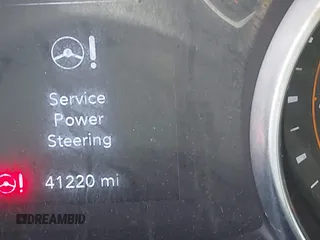 Service
Power
Steering
41220 mi
DREAMBID